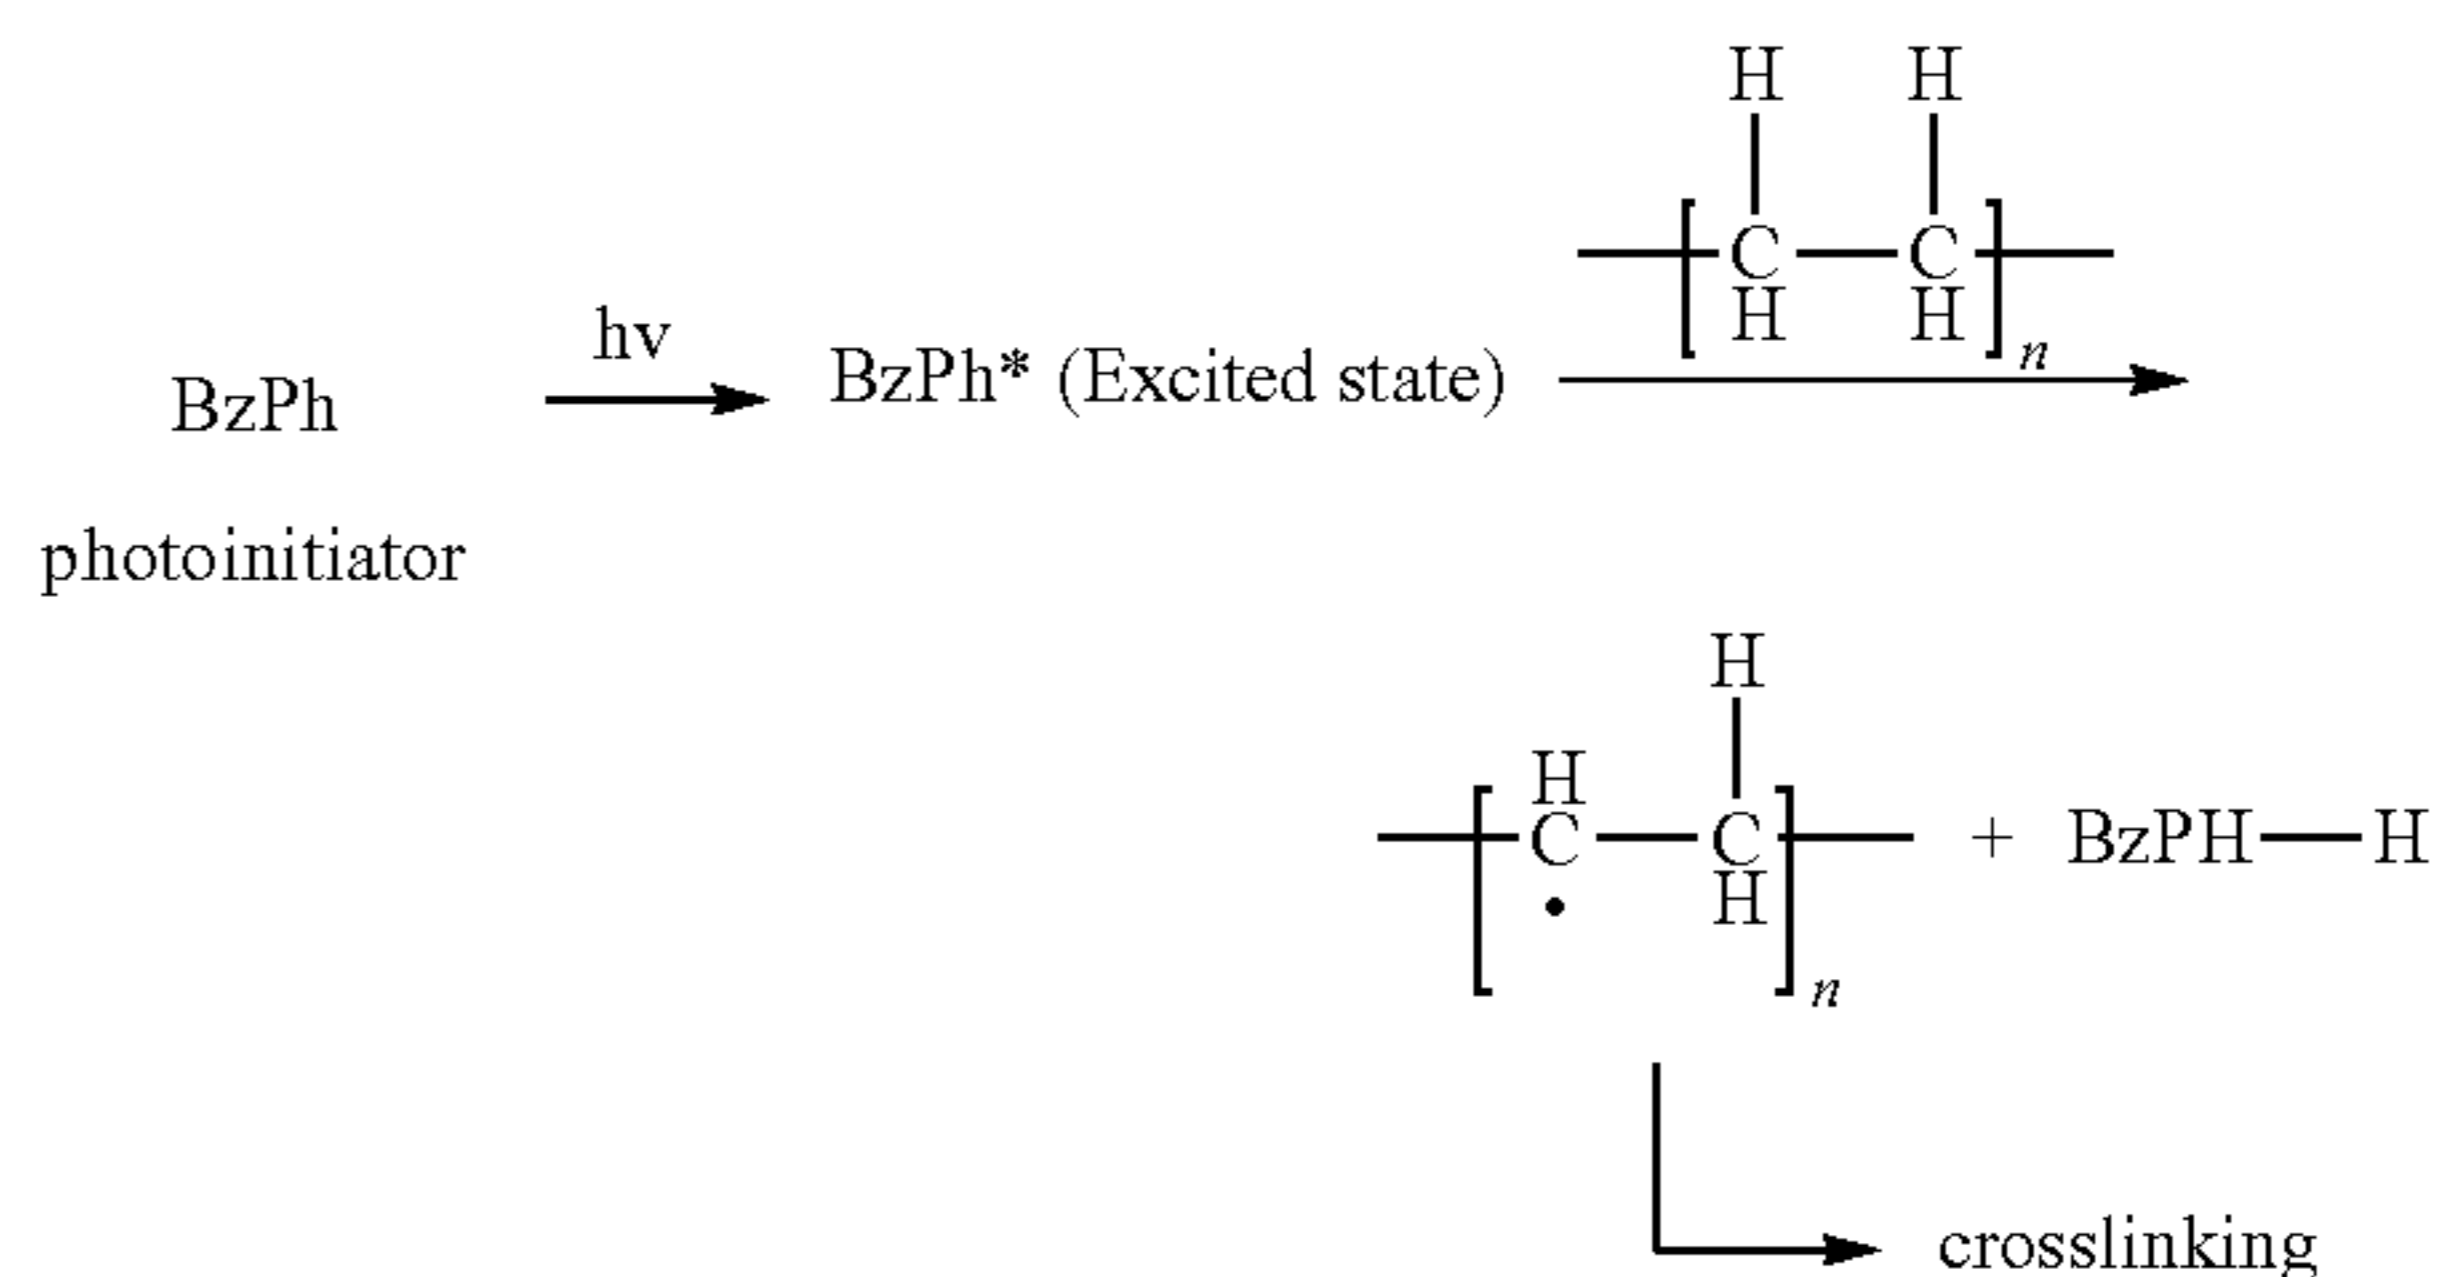 H H
hv
[C C]n
H H
BzPh
BzPh* (Excited state)
photoinitiator
H
H
[C C]n + BzPH—H
• H
crosslinking